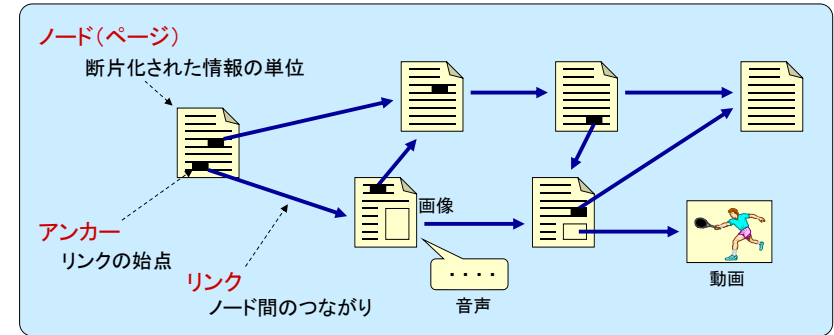 ノード(ページ)
断片化された情報の単位
アンカー
リンクの始点
リンク
ノード間のつながり
画像
・・・・
音声
動画